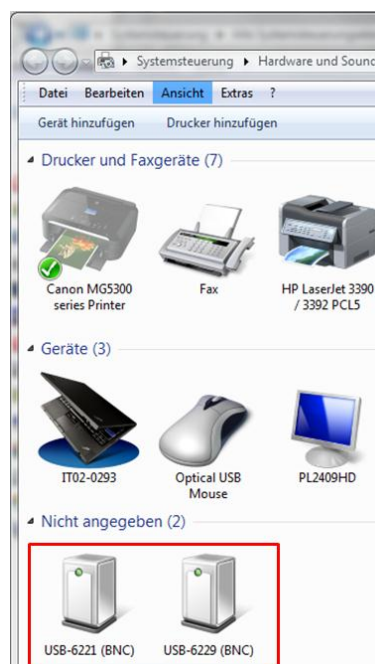 Systemsteuerung ▸ Hardware und Sound
Datei Bearbeiten Ansicht Extras ?
Gerät hinzufügen Drucker hinzufügen
Drucker und Faxgeräte (7)
Canon MG5300 Fax HP LaserJet 3390
series Printer / 3392 PCL5
Geräte (3)
IT02-0293 Optical USB PL2409HD
Mouse
Nicht angegeben (2)
USB-6221 (BNC) USB-6229 (BNC)